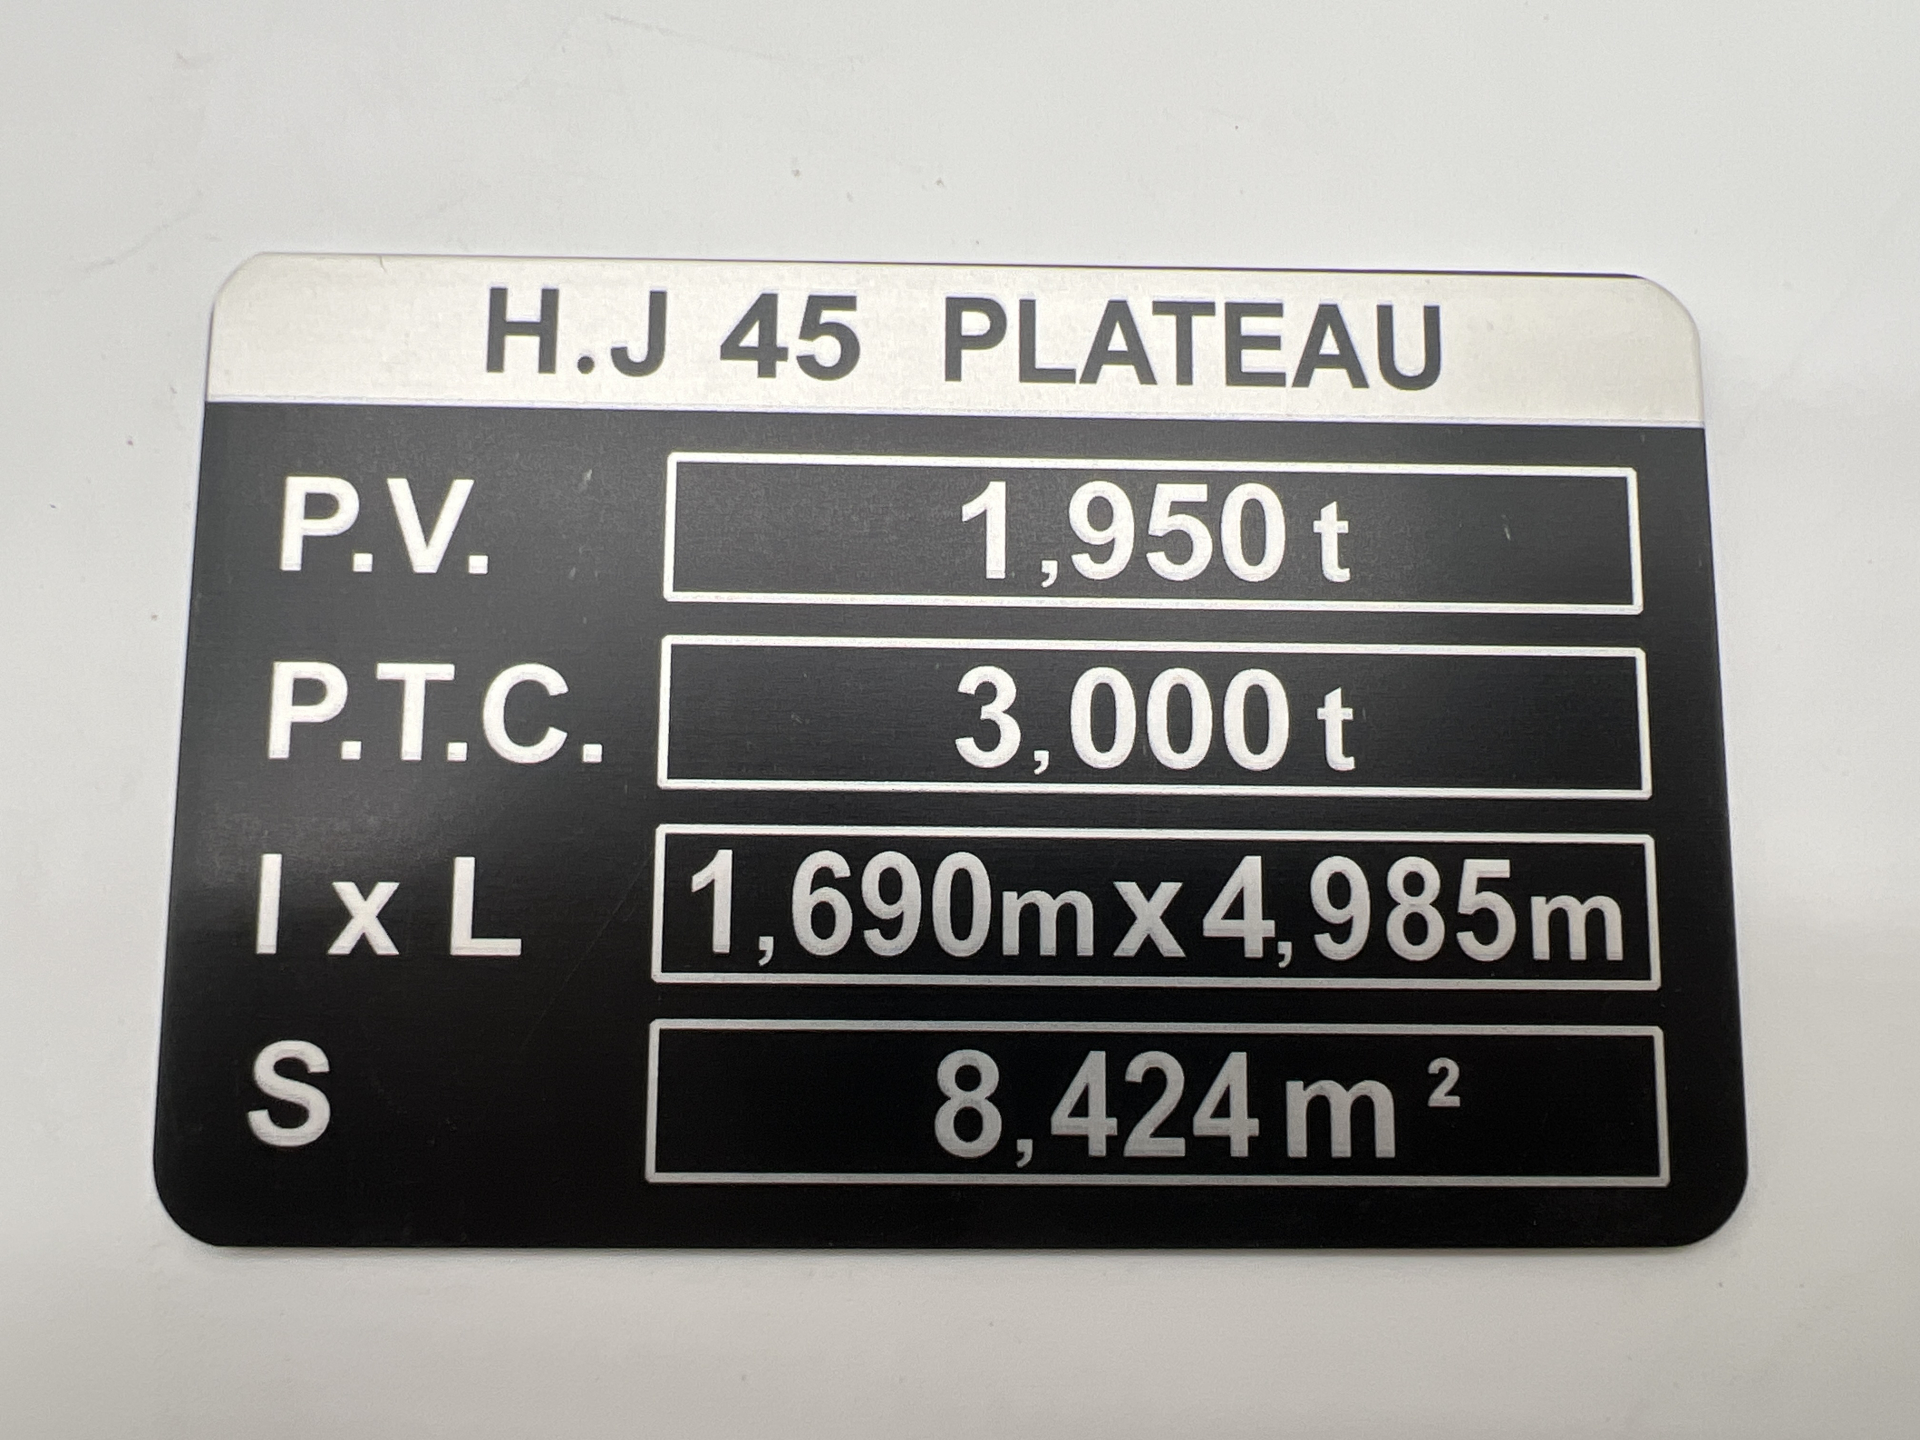 H.J 45 PLATEAU
P.V. 1,950 t
P.T.C. 3,000 t
l x L 1,690m x 4,985m
S 8,424 m²